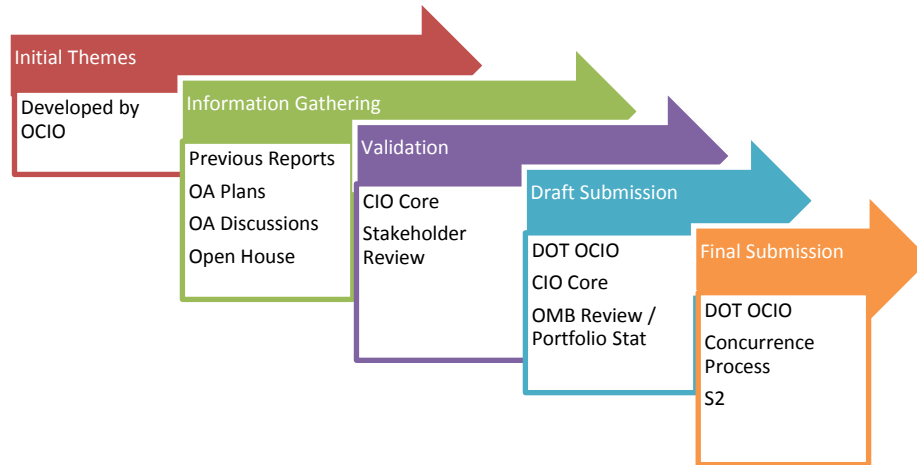 Initial Themes
Developed by
OCIO
Information Gathering
Previous Reports
OA Plans
OA Discussions
Open House
Validation
CIO Core
Stakeholder
Review
Draft Submission
DOT OCIO
CIO Core
OMB Review /
Portfolio Stat
Final Submission
DOT OCIO
Concurrence
Process
S2